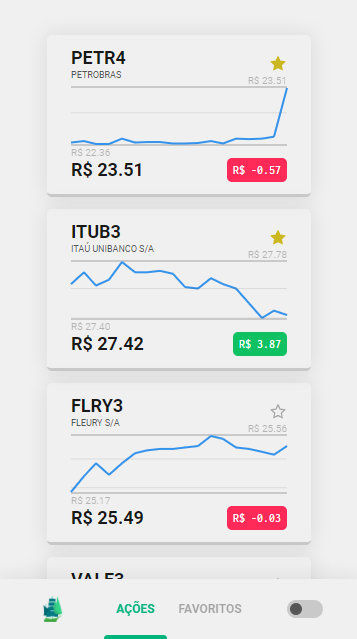 PETR4
PETROBRAS
R$ 23.51
R$ 22.36
R$ 23.51
R$ -0.57
ITUB3
ITAÚ UNIBANCO S/A
R$ 27.78
R$ 27.40
R$ 27.42
R$ 3.87
FLRY3
FLEURY S/A
R$ 25.56
R$ 25.17
R$ 25.49
R$ -0.03
VALE3
AÇÕES FAVORITOS